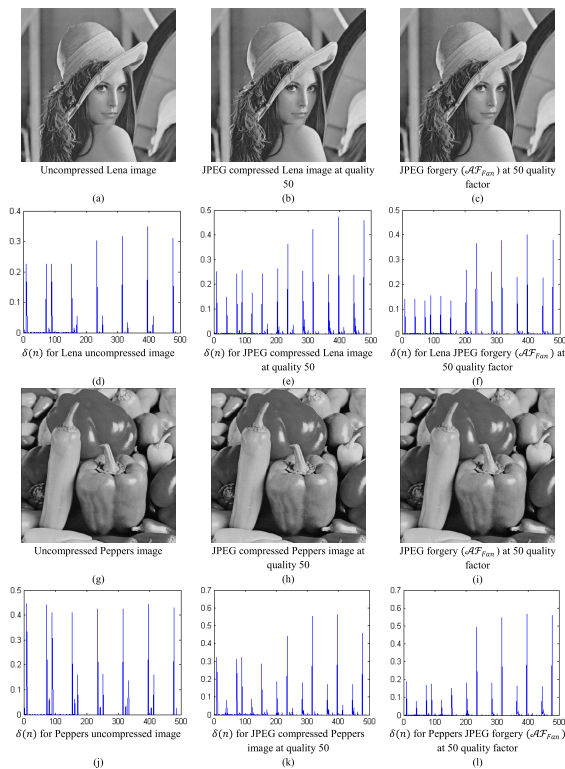 Uncompressed Lena image
(a)
JPEG compressed Lena image at quality
50
(b)
JPEG forgery (𝒜ℱ_Fan) at 50 quality
factor
(c)
0.4
0.3
0.2
0.1
0
0 100 200 300 400 500
δ(n) for Lena uncompressed image
(d)
0.5
0.4
0.3
0.2
0.1
0
0 100 200 300 400 500
δ(n) for JPEG compressed Lena image
at quality 50
(e)
0.5
0.4
0.3
0.2
0.1
0
0 100 200 300 400 500
δ(n) for Lena JPEG forgery (𝒜ℱ_Fan) at
50 quality factor
(f)
Uncompressed Peppers image
(g)
JPEG compressed Peppers image at
quality 50
(h)
JPEG forgery (𝒜ℱ_Fan) at 50 quality
factor
(i)
0.5
0.4
0.3
0.2
0.1
0
0 100 200 300 400 500
δ(n) for Peppers uncompressed image
(j)
0.7
0.6
0.5
0.4
0.3
0.2
0.1
0
0 100 200 300 400 500
δ(n) for JPEG compressed Peppers
image at quality 50
(k)
0.7
0.6
0.5
0.4
0.3
0.2
0.1
0
0 100 200 300 400 500
δ(n) for Peppers JPEG forgery (𝒜ℱ_Fan)
at 50 quality factor
(l)